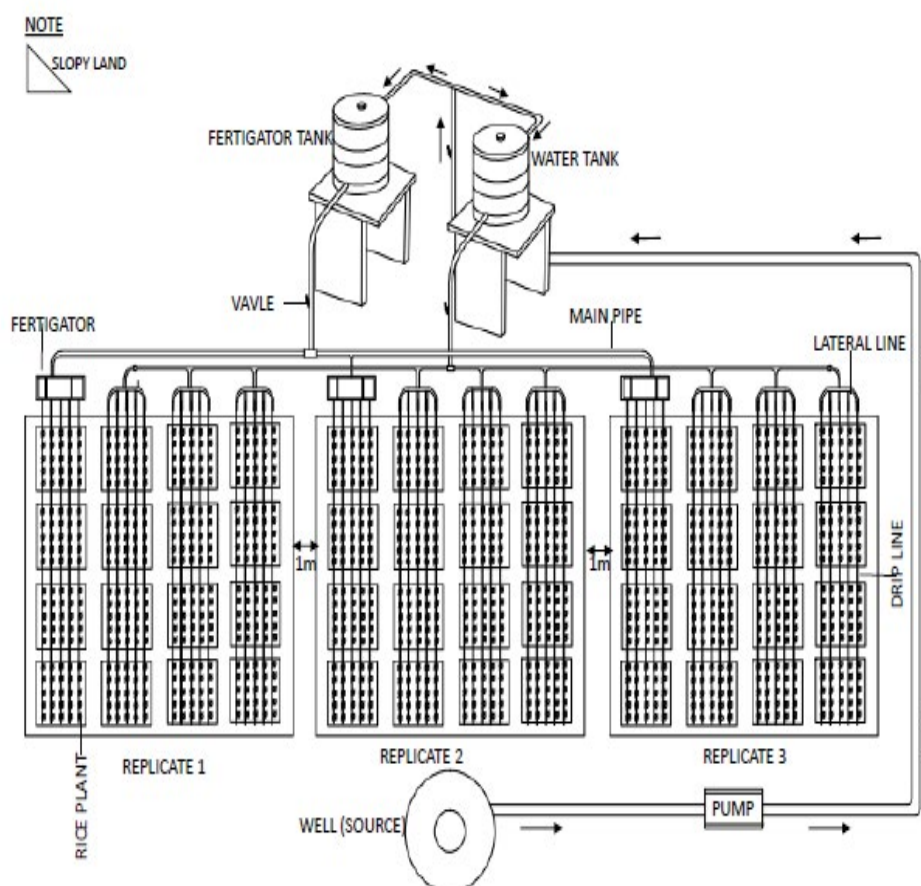 NOTE
SLOPY LAND
FERTIGATOR TANK
WATER TANK
VAVLE
MAIN PIPE
FERTIGATOR
LATERAL LINE
1m
1m
DRIP LINE
RICE PLANT
REPLICATE 1
REPLICATE 2
REPLICATE 3
WELL (SOURCE)
PUMP